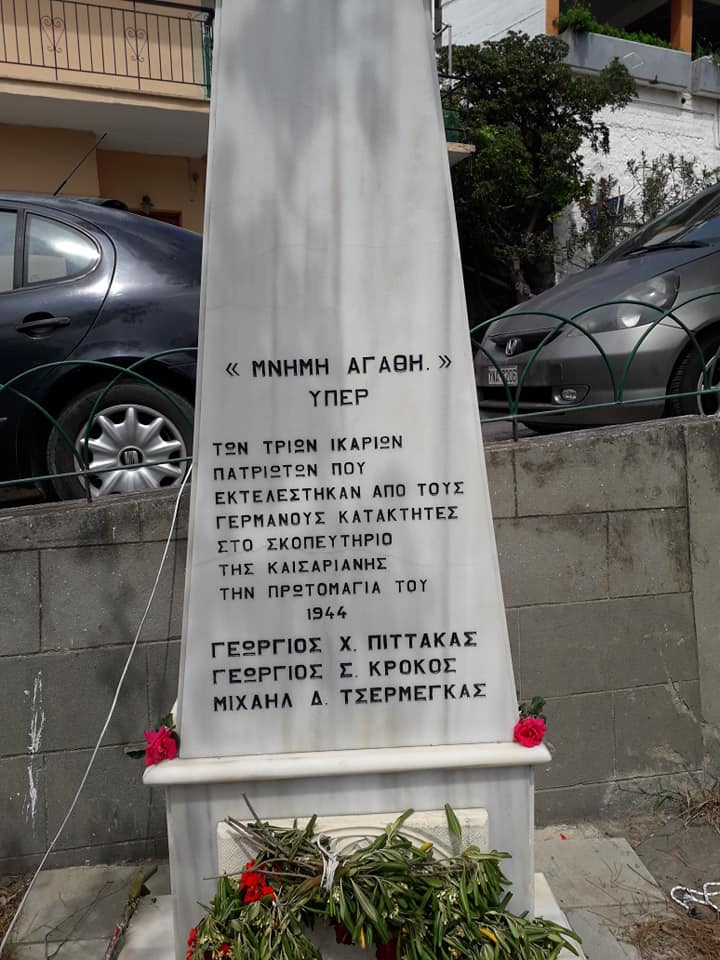 « ΜΝΗΜΗ ΑΓΑΘΗ. »
ΥΠΕΡ
ΤΩΝ ΤΡΙΩΝ ΙΚΑΡΙΩΝ
ΠΑΤΡΙΩΤΩΝ ΠΟΥ
ΕΚΤΕΛΕΣΤΗΚΑΝ ΑΠΟ ΤΟΥΣ
ΓΕΡΜΑΝΟΥΣ ΚΑΤΑΚΤΗΤΕΣ
ΣΤΟ ΣΚΟΠΕΥΤΗΡΙΟ
ΤΗΣ ΚΑΙΣΑΡΙΑΝΗΣ
ΤΗΝ ΠΡΩΤΟΜΑΓΙΑ ΤΟΥ
1944
ΓΕΩΡΓΙΟΣ Χ. ΠΙΤΤΑΚΑΣ
ΓΕΩΡΓΙΟΣ Σ. ΚΡΟΚΟΣ
ΜΙΧΑΗΛ Δ. ΤΣΕΡΜΕΓΚΑΣ